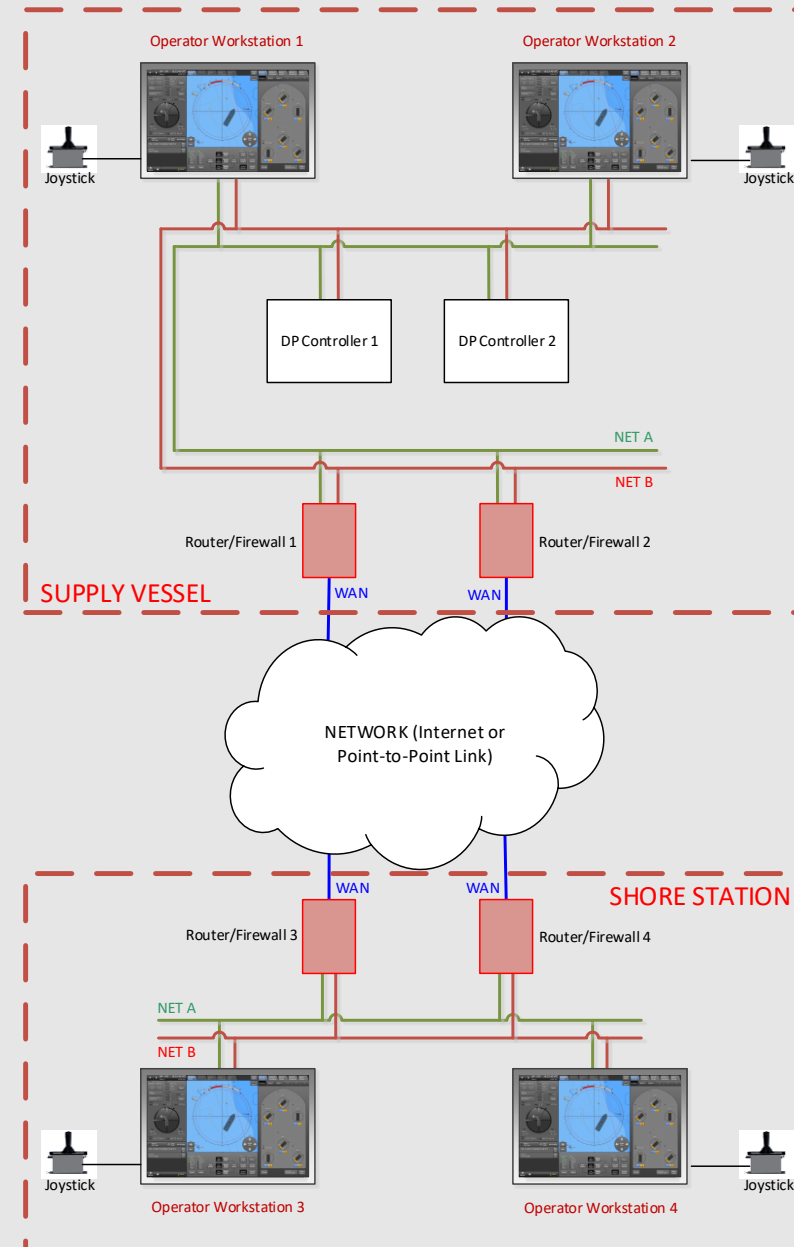 Operator Workstation 1
Operator Workstation 2
Joystick
Joystick
DP Controller 1
DP Controller 2
NET A
NET B
Router/Firewall 1
Router/Firewall 2
WAN
WAN
SUPPLY VESSEL
NETWORK (Internet or
Point-to-Point Link)
WAN
WAN
SHORE STATION
Router/Firewall 3
Router/Firewall 4
NET A
NET B
Joystick
Joystick
Operator Workstation 3
Operator Workstation 4